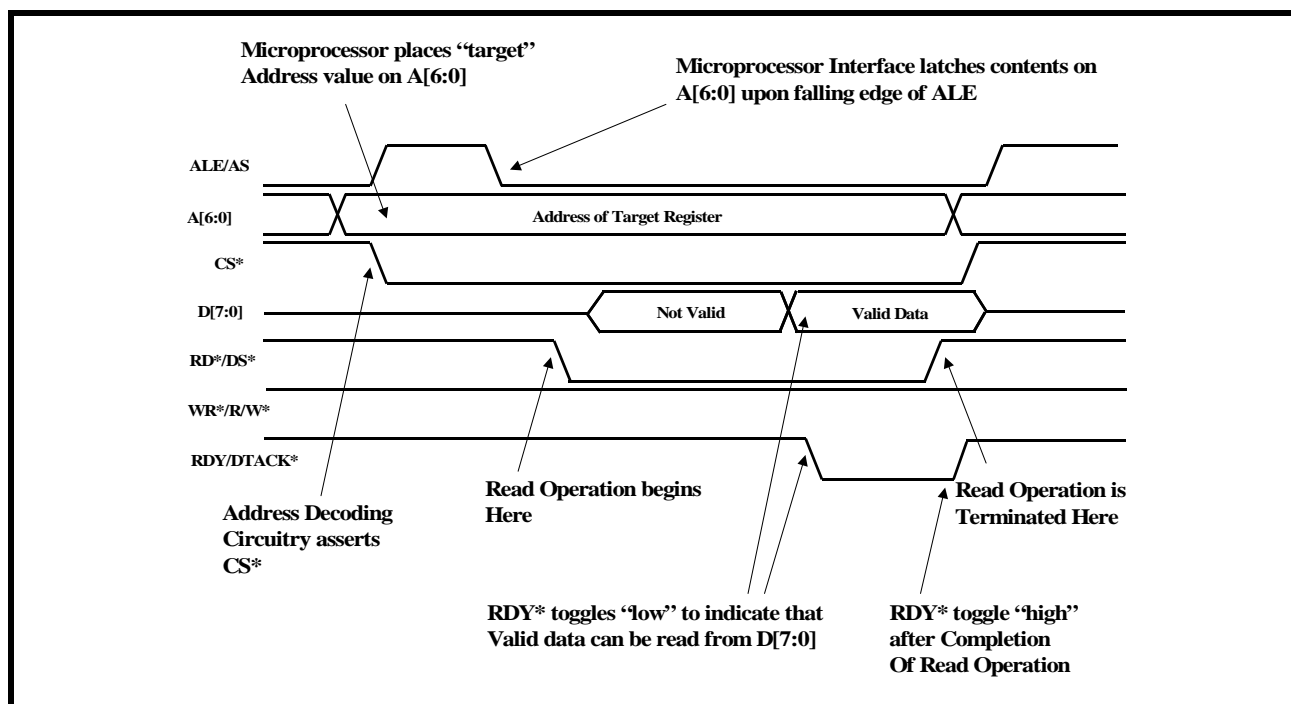 Microprocessor places “target”
Address value on A[6:0]
Microprocessor Interface latches contents on
A[6:0] upon falling edge of ALE
ALE/AS
A[6:0]
Address of Target Register
CS*
D[7:0]
Not Valid
Valid Data
RD*/DS*
WR*/R/W*
RDY/DTACK*
Read Operation begins
Here
Read Operation is
Terminated Here
Address Decoding
Circuitry asserts
CS*
RDY* toggles “low” to indicate that
Valid data can be read from D[7:0]
RDY* toggle “high”
after Completion
Of Read Operation